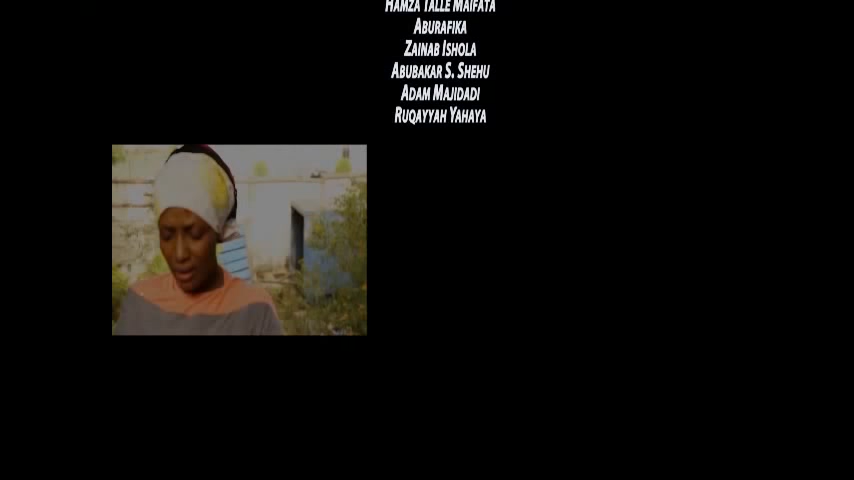 HAMZA TALLE MAIFATA
ABURAFIKA
ZAINAB ISHOLA
ABUBAKAR S. SHEHU
ADAM MAJIDADI
RUQAYYAH YAHAYA